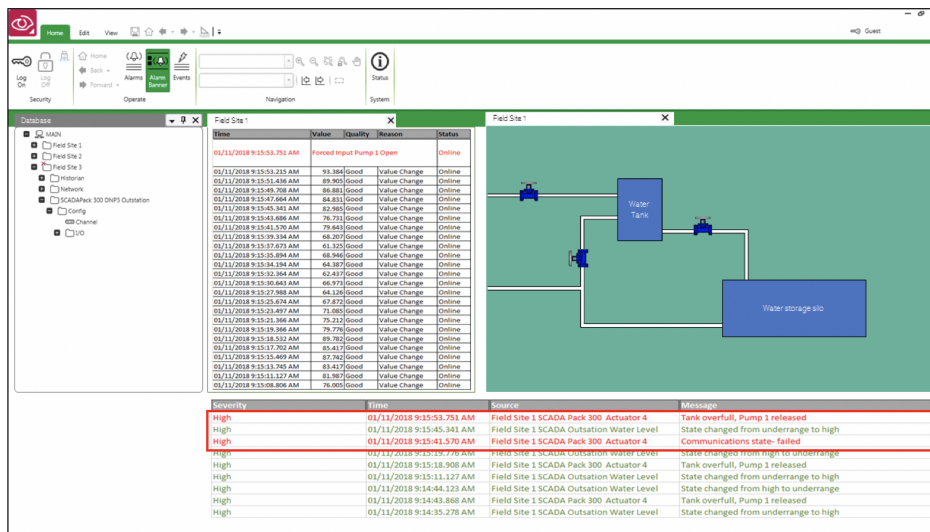 Home Edit View
Guest
Log On
Log Off
Security
Home
Back
Forward
Alarms
Alarm Banner
Events
Operate
Navigation
Status
System
Database
MAIN
Field Site 1
Field Site 2
Field Site 3
Historian
Network
SCADAPack 300 DNP3 Outstation
Config
Channel
I/O
Field Site 1
Time Value Quality Reason Status
01/11/2018 9:15:53.751 AM Forced Input Pump 1 Open Online
01/11/2018 9:15:53.215 AM 93.384 Good Value Change Online
01/11/2018 9:15:51.436 AM 89.905 Good Value Change Online
01/11/2018 9:15:49.708 AM 86.881 Good Value Change Online
01/11/2018 9:15:47.664 AM 84.831 Good Value Change Online
01/11/2018 9:15:45.341 AM 82.985 Good Value Change Online
01/11/2018 9:15:43.686 AM 76.731 Good Value Change Online
01/11/2018 9:15:41.570 AM 79.643 Good Value Change Online
01/11/2018 9:15:39.334 AM 68.207 Good Value Change Online
01/11/2018 9:15:37.673 AM 61.325 Good Value Change Online
01/11/2018 9:15:35.894 AM 68.946 Good Value Change Online
01/11/2018 9:15:34.194 AM 64.387 Good Value Change Online
01/11/2018 9:15:32.364 AM 62.437 Good Value Change Online
01/11/2018 9:15:30.643 AM 66.973 Good Value Change Online
01/11/2018 9:15:27.988 AM 64.126 Good Value Change Online
01/11/2018 9:15:25.674 AM 67.872 Good Value Change Online
01/11/2018 9:15:23.497 AM 71.085 Good Value Change Online
01/11/2018 9:15:21.366 AM 75.212 Good Value Change Online
01/11/2018 9:15:19.366 AM 79.776 Good Value Change Online
01/11/2018 9:15:18.532 AM 89.782 Good Value Change Online
01/11/2018 9:15:17.702 AM 85.417 Good Value Change Online
01/11/2018 9:15:15.469 AM 87.742 Good Value Change Online
01/11/2018 9:15:13.745 AM 83.417 Good Value Change Online
01/11/2018 9:15:11.127 AM 81.987 Good Value Change Online
01/11/2018 9:15:08.806 AM 76.005 Good Value Change Online
Field Site 1
Water Tank
Water storage silo
Severity Time Source Message
High 01/11/2018 9:15:53.751 AM Field Site 1 SCADA Pack 300 Actuator 4 Tank overfull, Pump 1 released
High 01/11/2018 9:15:45.341 AM Field Site 1 SCADA Outsation Water Level State changed from underrange to high
High 01/11/2018 9:15:41.570 AM Field Site 1 SCADA Pack 300 Actuator 4 Communications state- failed
High 01/11/2018 9:15:19.776 AM Field Site 1 SCADA Outsation Water Level State changed from high to underrange
High 01/11/2018 9:15:18.908 AM Field Site 1 SCADA Pack 300 Actuator 4 Tank overfull, Pump 1 released
High 01/11/2018 9:15:11.127 AM Field Site 1 SCADA Outsation Water Level State changed from underrange to high
High 01/11/2018 9:14:44.123 AM Field Site 1 SCADA Outsation Water Level State changed from high to underrange
High 01/11/2018 9:14:43.868 AM Field Site 1 SCADA Pack 300 Actuator 4 Tank overfull, Pump 1 released
High 01/11/2018 9:14:35.278 AM Field Site 1 SCADA Outsation Water Level State changed from underrange to high